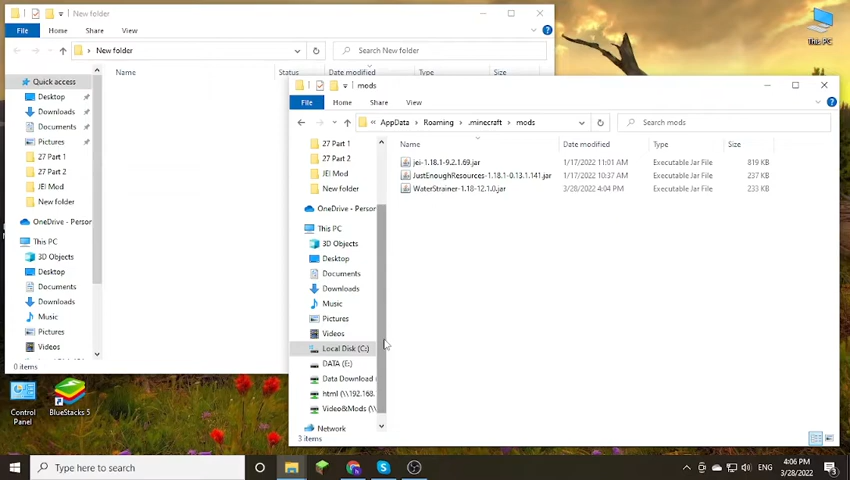 New folder
File Home Share View
New folder
Search New folder
Quick access
Desktop
Downloads
Documents
Pictures
27 Part 1
27 Part 2
JEI Mod
New folder
OneDrive - Person
This PC
3D Objects
Desktop
Documents
Downloads
Music
Pictures
Videos
Name Status Date modified Type Size
0 items
mods
File Home Share View
« AppData › Roaming › .minecraft › mods
Search mods
27 Part 1
27 Part 2
JEI Mod
New folder
OneDrive - Person
This PC
3D Objects
Desktop
Documents
Downloads
Music
Pictures
Videos
Local Disk (C:)
DATA (E:)
Data Download
html (\\192.168.
Video&Mods (\\
Network
Name Date modified Type Size
jei-1.18.1-9.2.1.69.jar 1/17/2022 11:01 AM Executable Jar File 819 KB
JustEnoughResources-1.18.1-0.13.1.141.jar 1/17/2022 10:37 AM Executable Jar File 237 KB
WaterStrainer-1.18-12.1.0.jar 3/28/2022 4:04 PM Executable Jar File 233 KB
3 items
This PC
Control Panel
BlueStacks 5
Type here to search
ENG
4:06 PM
3/28/2022
3